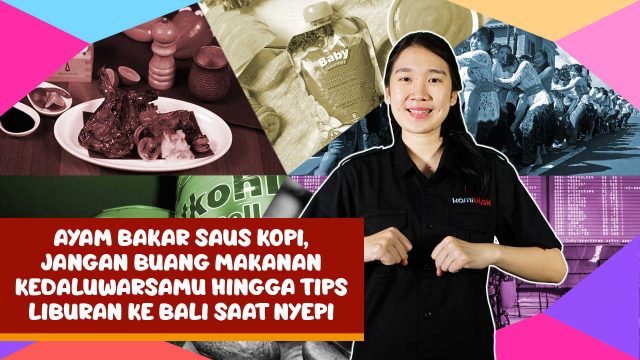 Baby
AYAM BAKAR SAUS KOPI,
JANGAN BUANG MAKANAN
KEDALUWARSAMU HINGGA TIPS
LIBURAN KE BALI SAAT NYEPI